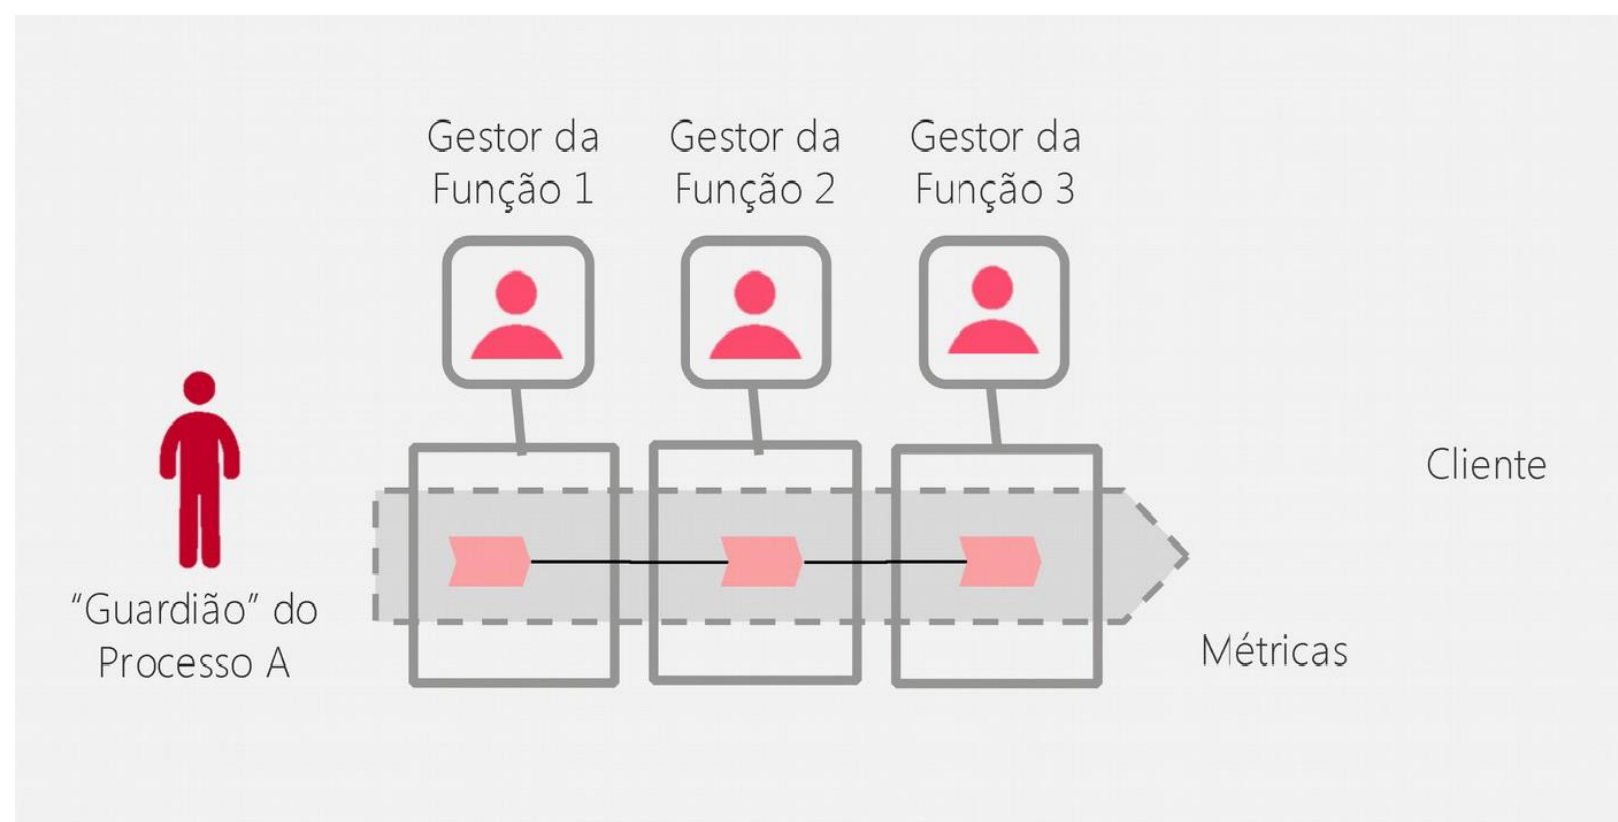 Gestor da
Função 1
Gestor da
Função 2
Gestor da
Função 3
Cliente
"Guardião" do
Processo A
Métricas